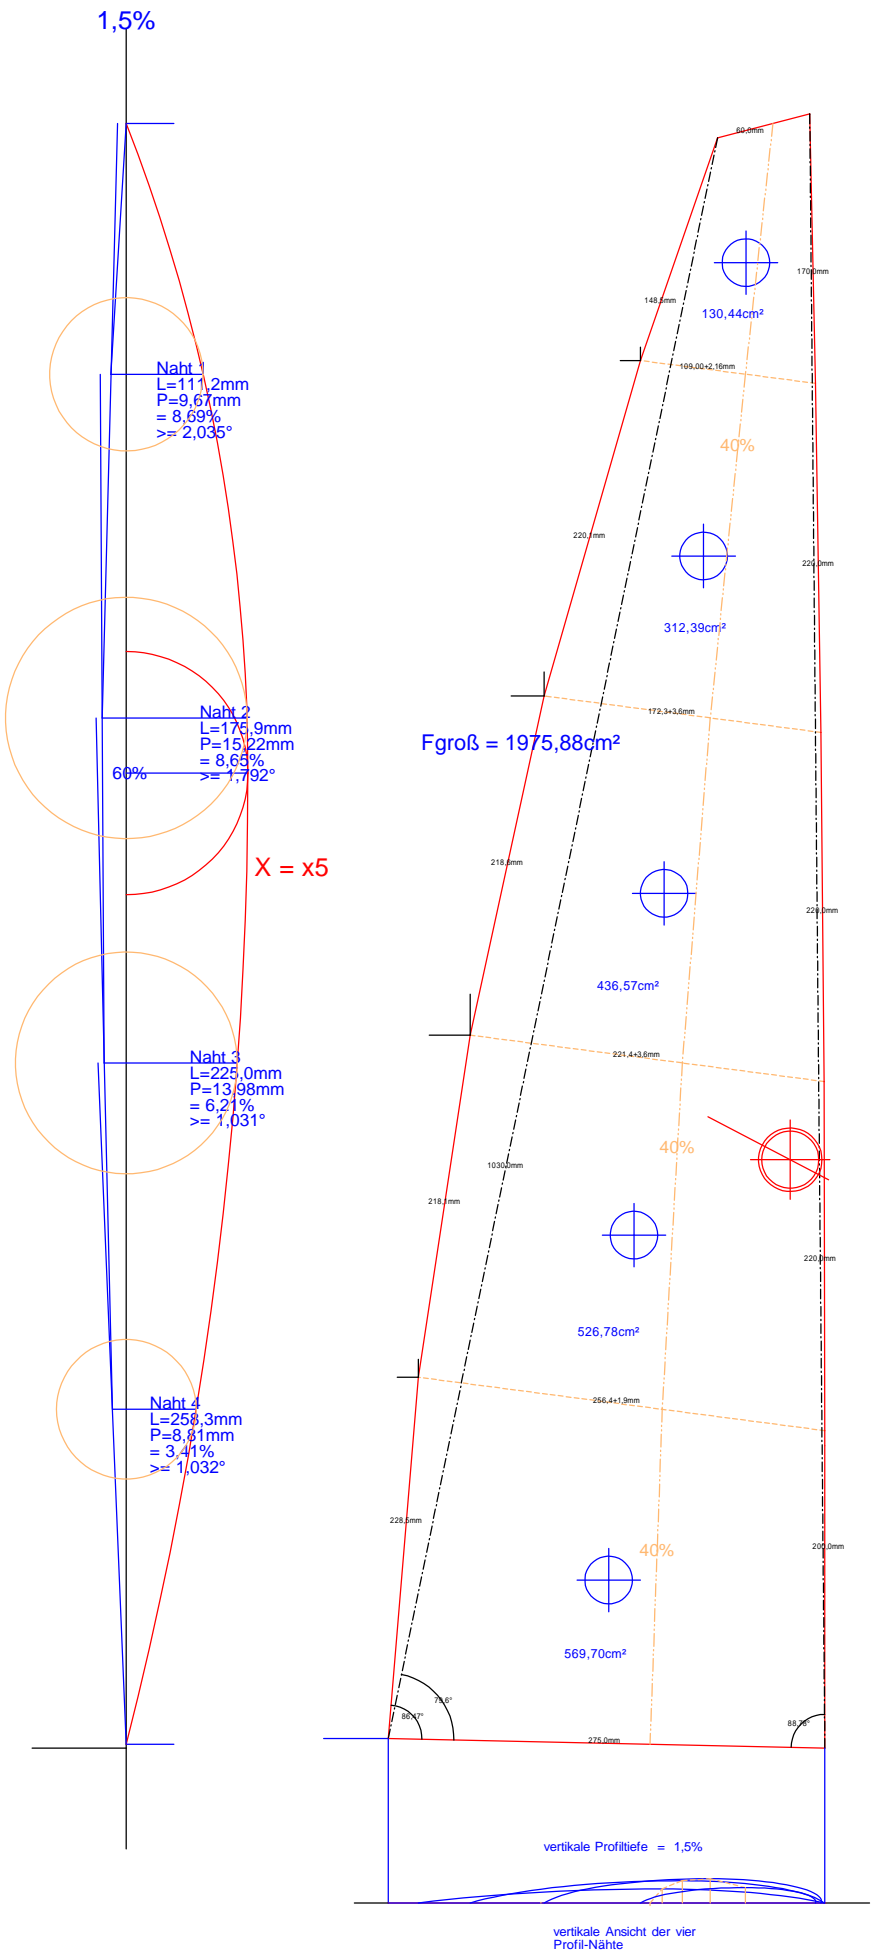 1,5%
60,0mm
170,0mm
130,44cm²
148,5mm
Naht 1
L=111,2mm
P=9,67mm
= 8,69%
>= 2,035°
109,00+2,16mm
40%
220,1mm
220,0mm
312,39cm²
Naht 2
L=175,9mm
P=15,22mm
= 8,65%
>= 1,792°
60%
172,3+3,6mm
Fgroß = 1975,88cm²
X = x5
218,6mm
220,0mm
436,57cm²
Naht 3
L=225,0mm
P=13,98mm
= 6,21%
>= 1,031°
221,4+3,6mm
40%
1030,0mm
218,1mm
220,0mm
526,78cm²
Naht 4
L=258,3mm
P=8,81mm
= 3,41%
>= 1,032°
256,4+1,9mm
228,5mm
200,0mm
40%
569,70cm²
79,6°
86,47°
88,78°
275,0mm
vertikale Profiltiefe = 1,5%
vertikale Ansicht der vier
Profil-Nähte